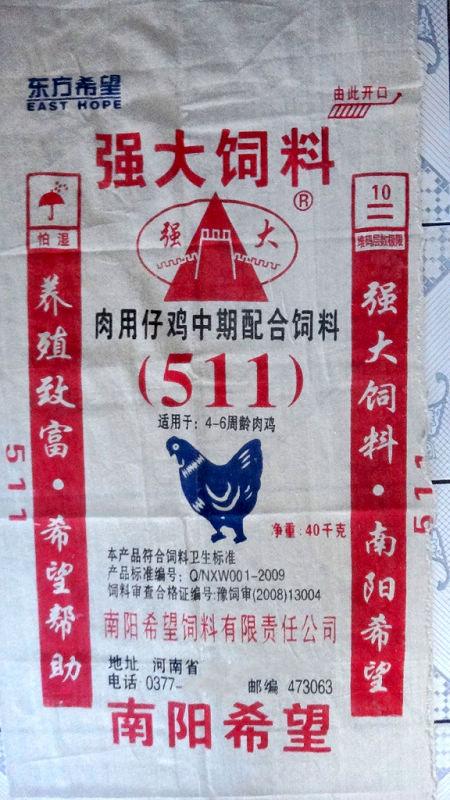 东方希望
EAST HOPE
由此开口
强大饲料
®
强大
怕湿
10
堆码层数极限
肉用仔鸡中期配合饲料
(511)
适用于：4-6周龄肉鸡
养殖致富·希望帮助
强大饲料·南阳希望
511
511
净重：40千克
本产品符合饲料卫生标准
产品标准编号：Q/NXW001-2009
饲料审查合格证编号:豫饲审(2008)13004
南阳希望饲料有限责任公司
地址 河南省
电话 0377- 邮编 473063
南阳希望